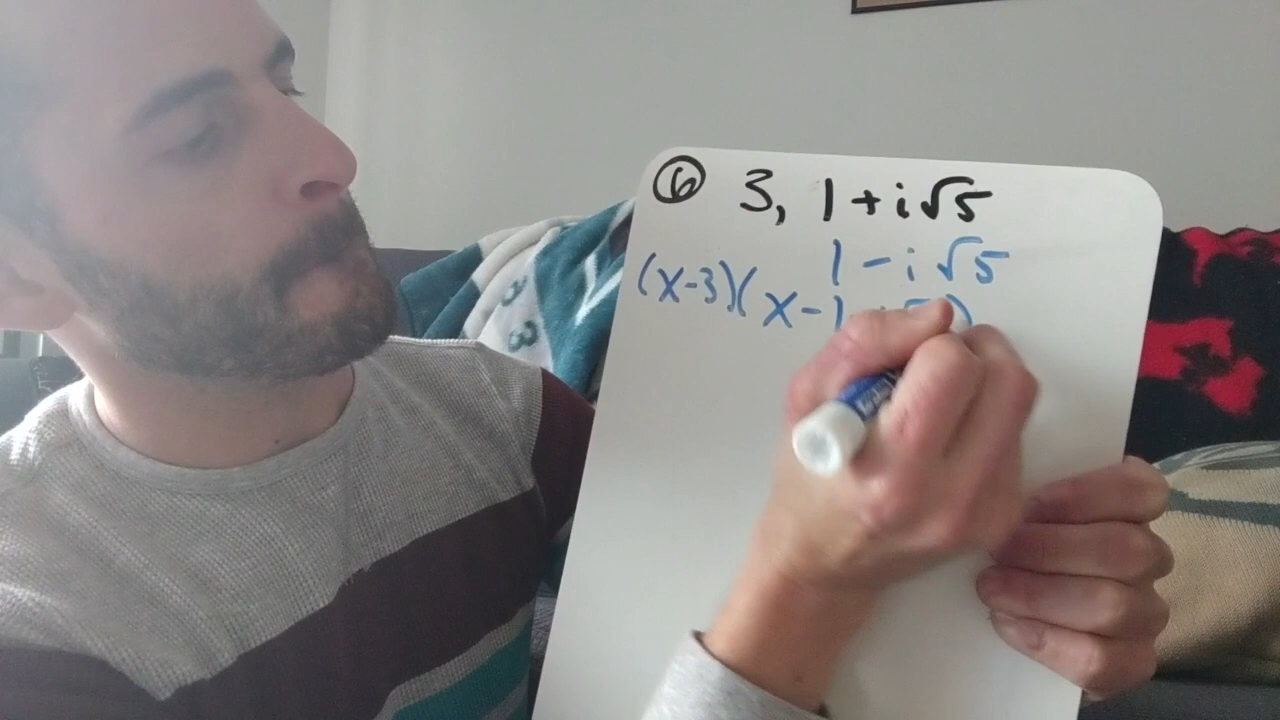 ⑥ 3, 1+i√5
1-i√5
(x-3)(x-1